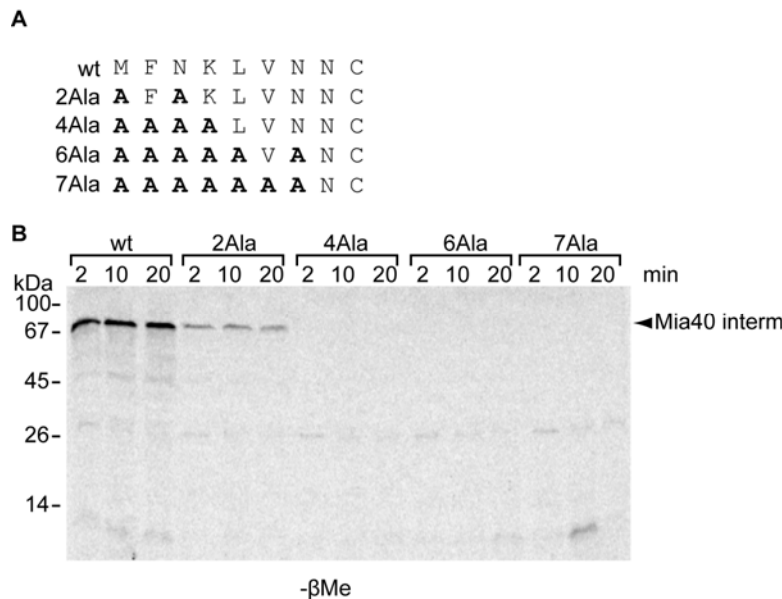 A
wt M F N K L V N N C
2Ala A F A K L V N N C
4Ala A A A A L V N N C
6Ala A A A A A V A N C
7Ala A A A A A A A N C
B
wt 2Ala 4Ala 6Ala 7Ala
2 10 20 2 10 20 2 10 20 2 10 20 2 10 20 min
kDa
100-
67-
Mia40 interm
45-
26-
14-
-βMe